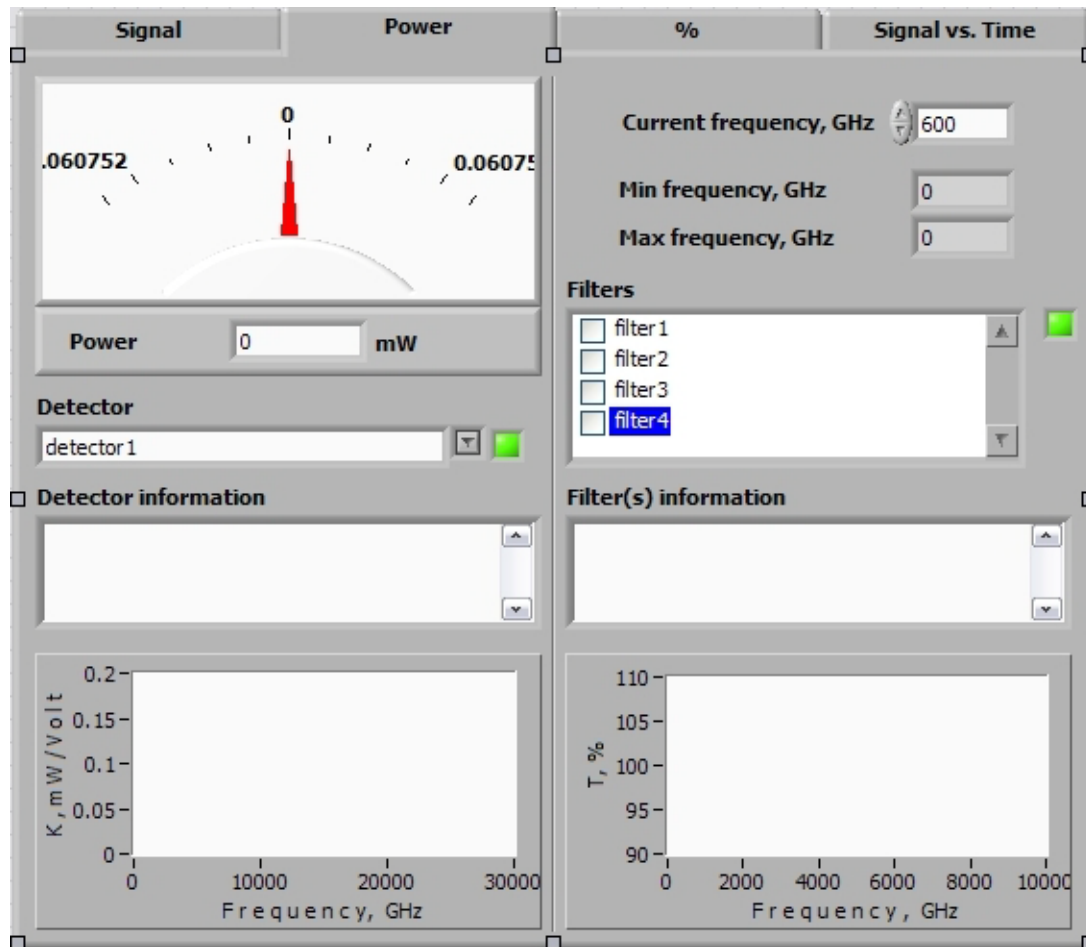 Signal Power % Signal vs. Time
0
.060752 0.06075
Power 0 mW
Detector
detector1
Detector information
0.2
0.15
0.1
0.05
0
K, mW/Volt
0 10000 20000 30000
Frequency, GHz
Current frequency, GHz 600
Min frequency, GHz 0
Max frequency, GHz 0
Filters
filter1
filter2
filter3
filter4
Filter(s) information
110
105
100
95
90
T, %
0 2000 4000 6000 8000 10000
Frequency, GHz